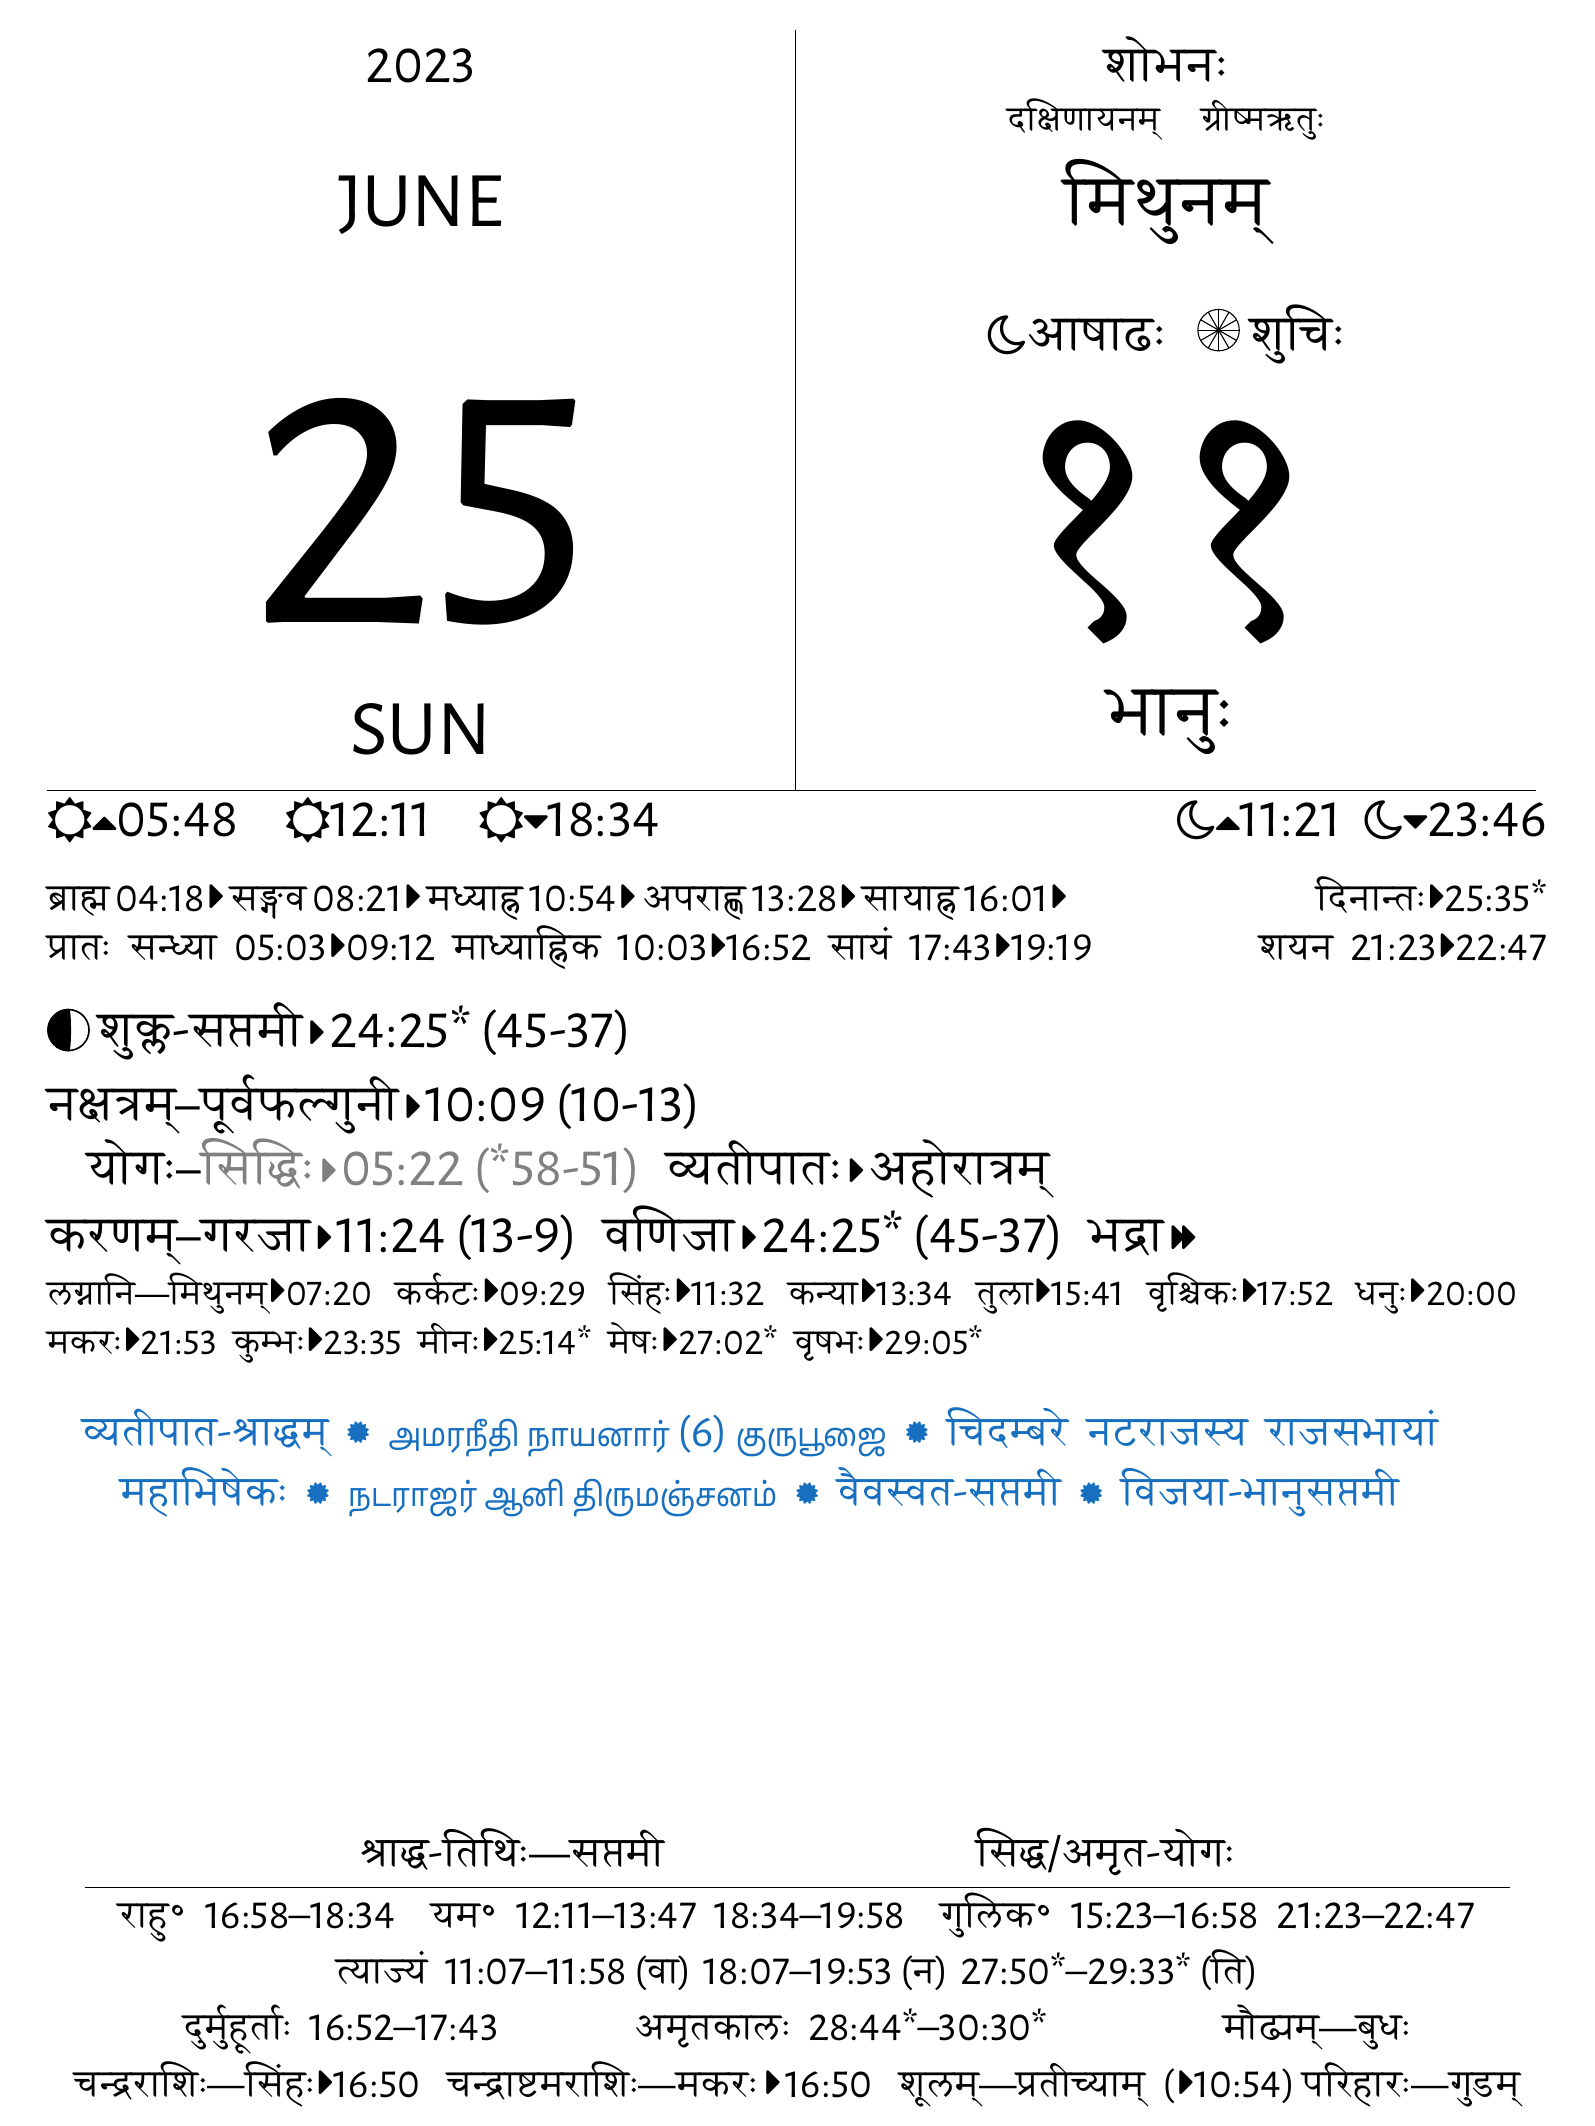 2023
JUNE
25
SUN
शोभनः
दक्षिणायनम् ग्रीष्मऋतुः
मिथुनम्
आषाढः शुचिः
११
भानुः
05:48 12:11 18:34 11:21 23:46
ब्राह्म 04:18 सङ्गव 08:21 मध्याह्न 10:54 अपराह्ण 13:28 सायाह्न 16:01 दिनान्तः 25:35*
प्रातः सन्ध्या 05:03 09:12 माध्याह्निक 10:03 16:52 सायं 17:43 19:19 शयन 21:23 22:47
शुक्ल-सप्तमी 24:25* (45-37)
नक्षत्रम्–पूर्वफल्गुनी 10:09 (10-13)
योगः–सिद्धिः 05:22 (*58-51) व्यतीपातः अहोरात्रम्
करणम्–गरजा 11:24 (13-9) वणिजा 24:25* (45-37) भद्रा
लग्नानि—मिथुनम् 07:20 कर्कटः 09:29 सिंहः 11:32 कन्या 13:34 तुला 15:41 वृश्चिकः 17:52 धनुः 20:00
मकरः 21:53 कुम्भः 23:35 मीनः 25:14* मेषः 27:02* वृषभः 29:05*
व्यतीपात-श्राद्धम् ✹ அமரநீதி நாயனார் (6) குருபூஜை ✹ चिदम्बरे नटराजस्य राजसभायां
महाभिषेकः ✹ நடராஜர் ஆனி திருமஞ்சனம் ✹ वैवस्वत-सप्तमी ✹ विजया-भानुसप्तमी
श्राद्ध-तिथिः—सप्तमी सिद्ध/अमृत-योगः
राहु॰ 16:58–18:34 यम॰ 12:11–13:47 18:34–19:58 गुलिक॰ 15:23–16:58 21:23–22:47
त्याज्यं 11:07–11:58 (वा) 18:07–19:53 (न) 27:50*–29:33* (ति)
दुर्मुहूर्ताः 16:52–17:43 अमृतकालः 28:44*–30:30* मौढ्यम्—बुधः
चन्द्रराशिः—सिंहः 16:50 चन्द्राष्टमराशिः—मकरः 16:50 शूलम्—प्रतीच्याम् (10:54) परिहारः—गुडम्